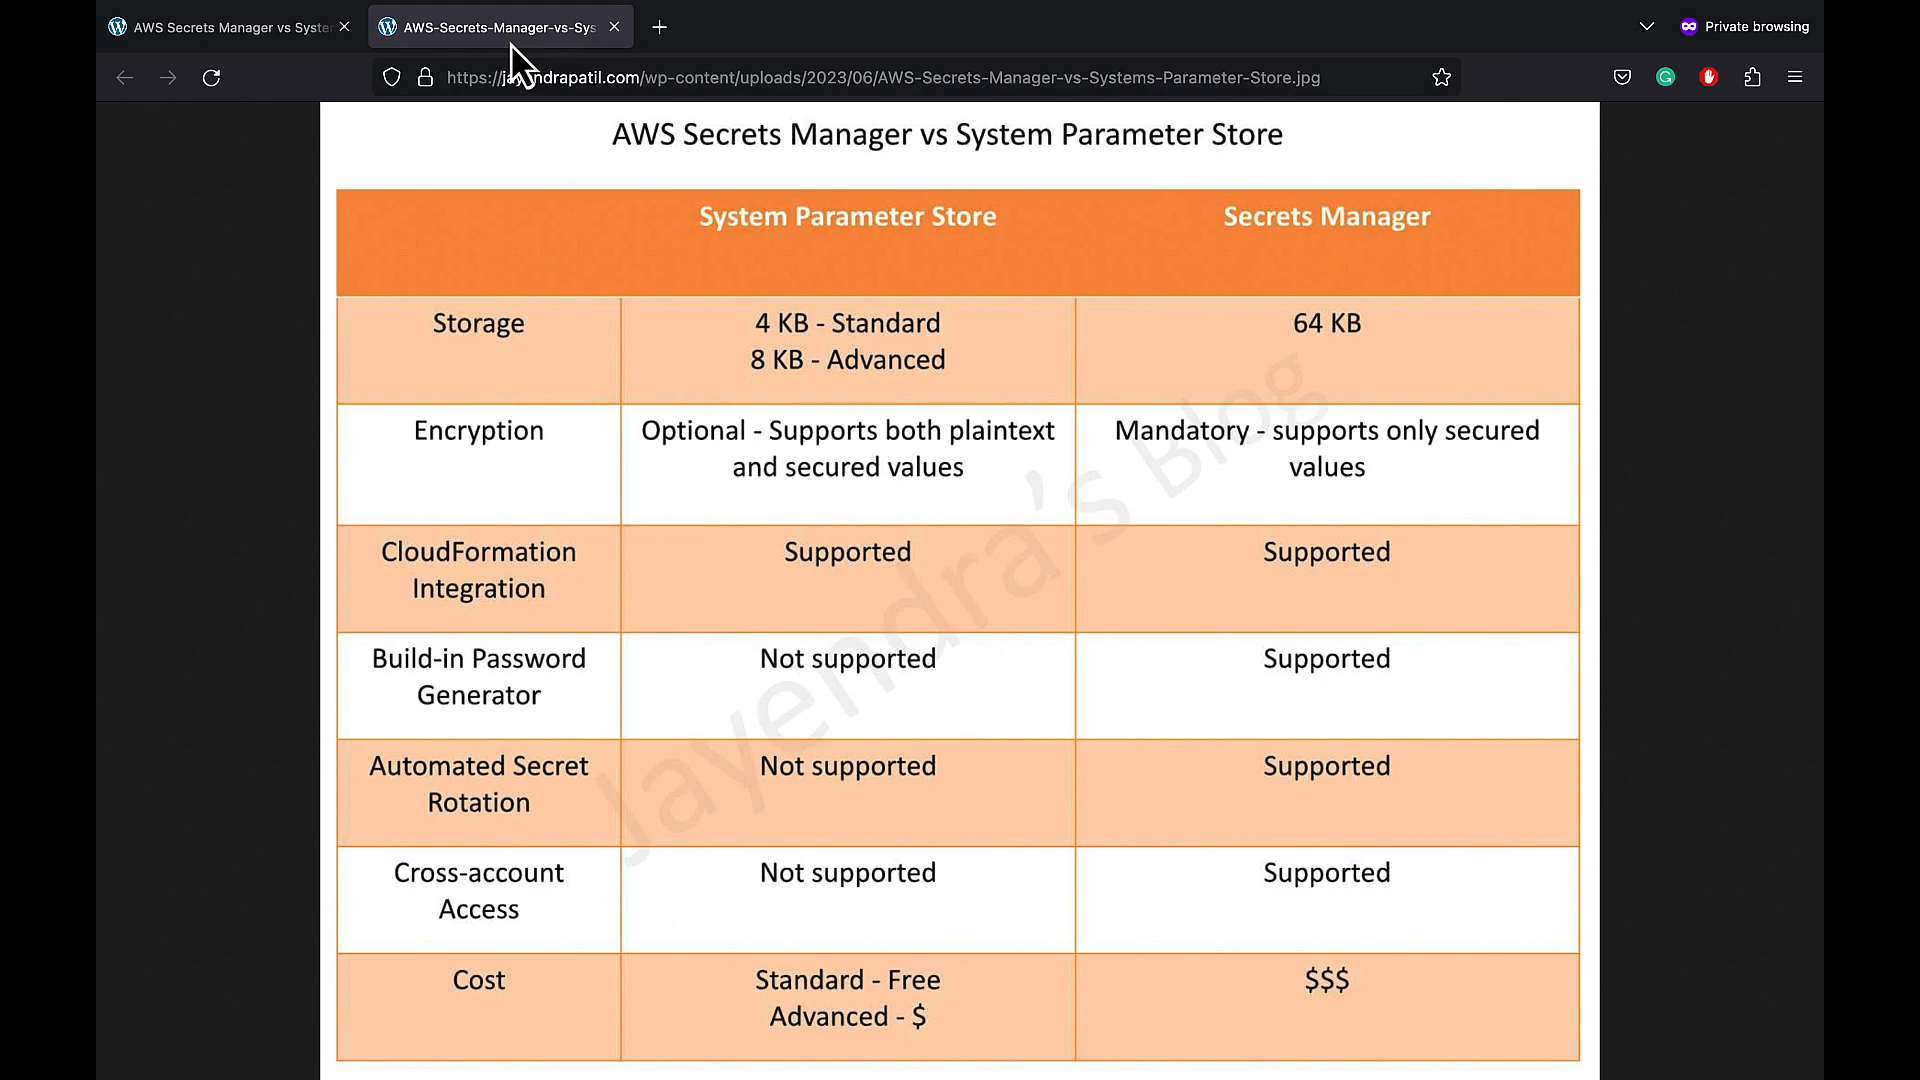 AWS Secrets Manager vs Syste
AWS-Secrets-Manager-vs-Sys
Private browsing
https://jayendrapatil.com/wp-content/uploads/2023/06/AWS-Secrets-Manager-vs-Systems-Parameter-Store.jpg
AWS Secrets Manager vs System Parameter Store
System Parameter Store
Secrets Manager
Storage
4 KB - Standard
8 KB - Advanced
64 KB
Encryption
Optional - Supports both plaintext
and secured values
Mandatory - supports only secured
values
CloudFormation
Integration
Supported
Supported
Build-in Password
Generator
Not supported
Supported
Automated Secret
Rotation
Not supported
Supported
Cross-account
Access
Not supported
Supported
Cost
Standard - Free
Advanced - $
$$$
Jayendra's Blog